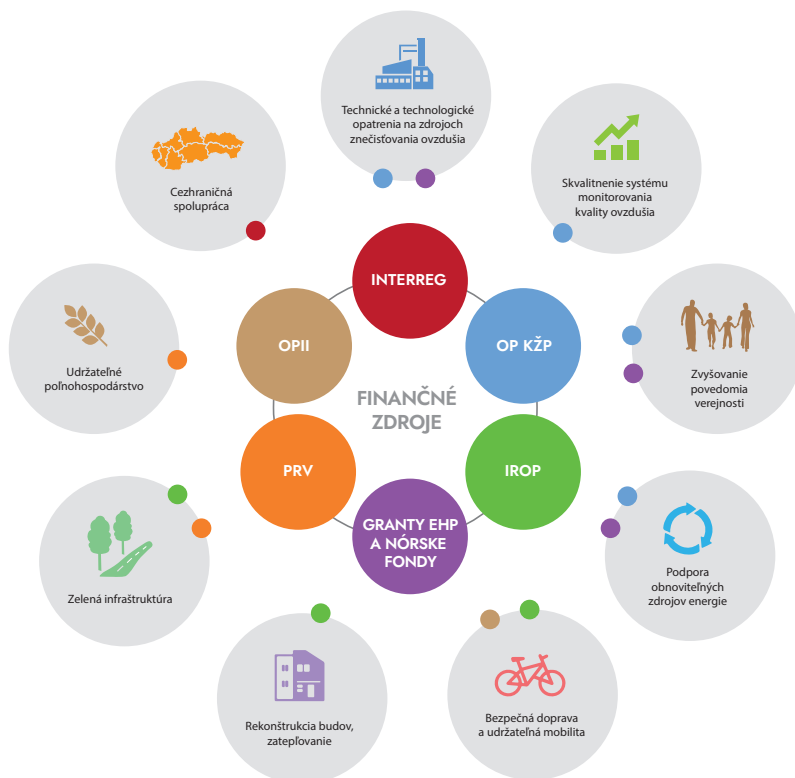 Technické a technologické
opatrenia na zdrojoch
znečisťovania ovzdušia
Cezhraničná
spolupráca
Skvalitnenie systému
monitorovania
kvality ovzdušia
INTERREG
OPII
OP KŽP
Udržateľné
poľnohospodárstvo
Zvyšovanie
povedomia
verejnosti
FINANČNÉ
ZDROJE
PRV
IROP
GRANTY EHP
A NÓRSKE
FONDY
Zelená infraštruktúra
Podpora
obnoviteľných
zdrojov energie
Rekonštrukcia budov,
zatepľovanie
Bezpečná doprava
a udržateľná mobilita